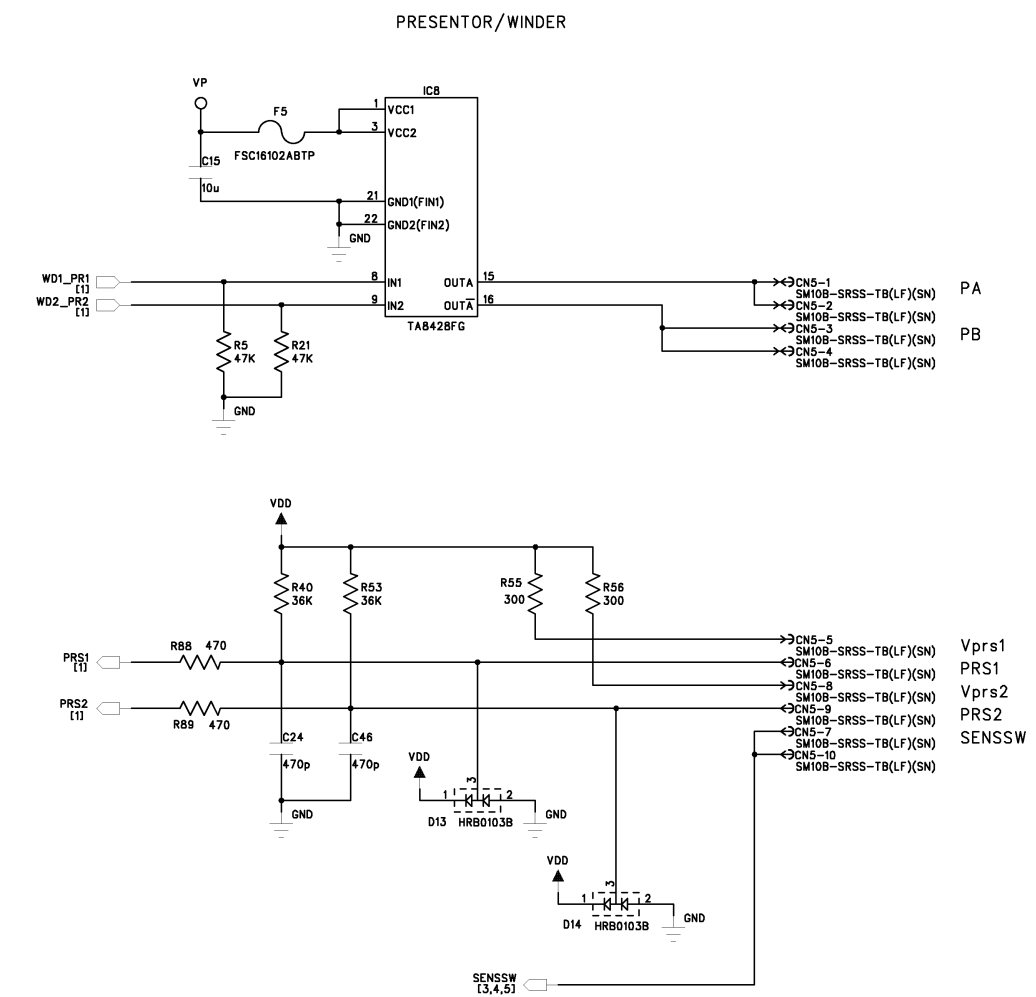 PRESENTOR/WINDER
VP
F5
FSC16102ABTP
C15
10u
IC8
1 VCC1
3 VCC2
21 GND1(FIN1)
22 GND2(FIN2)
GND
WD1_PR1
[1]
8 IN1
OUTA 15
WD2_PR2
[1]
9 IN2
OUTA 16
TA8428FG
CN5-1
SM10B-SRSS-TB(LF)(SN)
PA
CN5-2
SM10B-SRSS-TB(LF)(SN)
CN5-3
SM10B-SRSS-TB(LF)(SN)
PB
CN5-4
SM10B-SRSS-TB(LF)(SN)
R5
47K
R21
47K
GND
VDD
R40
36K
R53
36K
R55
300
R56
300
R88 470
PRS1
[1]
PRS2
[1]
R89 470
CN5-5
SM10B-SRSS-TB(LF)(SN)
Vprs1
CN5-6
SM10B-SRSS-TB(LF)(SN)
PRS1
CN5-8
SM10B-SRSS-TB(LF)(SN)
Vprs2
CN5-9
SM10B-SRSS-TB(LF)(SN)
PRS2
CN5-7
SM10B-SRSS-TB(LF)(SN)
SENSSW
CN5-10
SM10B-SRSS-TB(LF)(SN)
C24
470p
C46
470p
GND
VDD
1
3
2
D13 HRB0103B
GND
VDD
1
3
2
D14 HRB0103B
GND
SENSSW
[3,4,5]